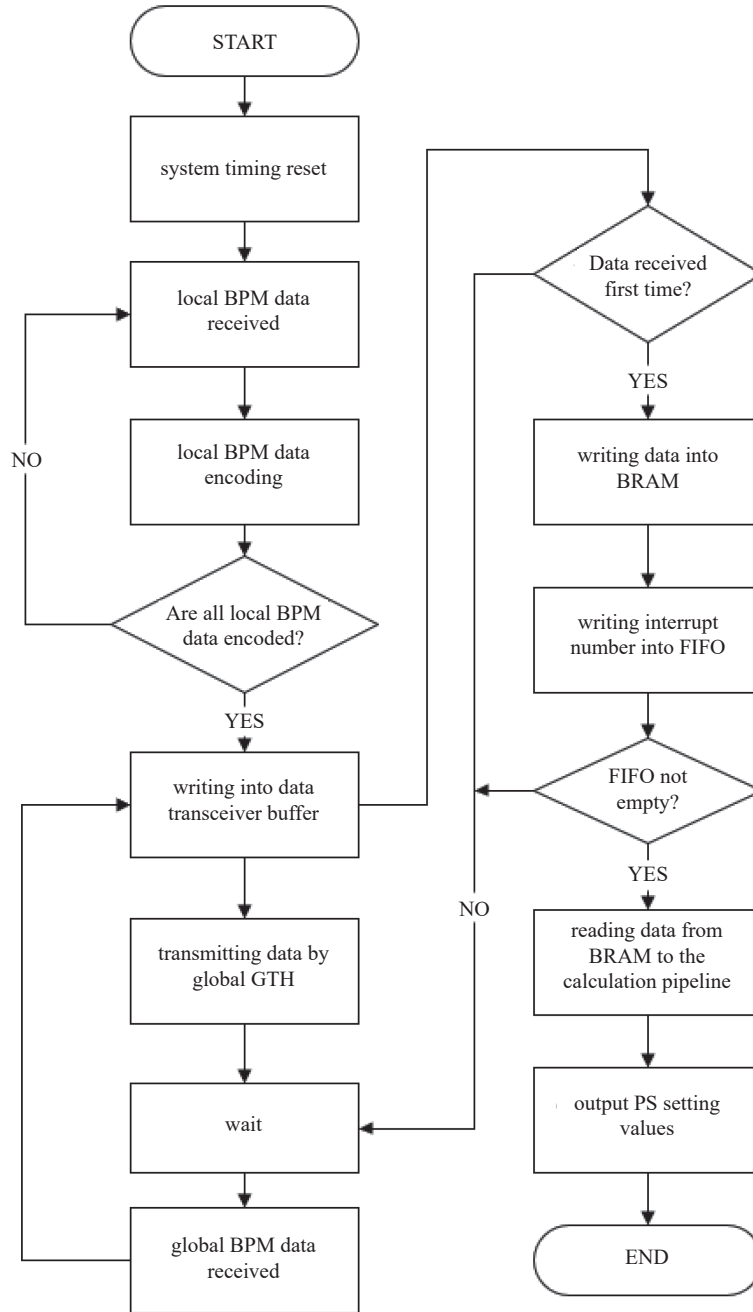 START
system timing reset
local BPM data
received
local BPM data
encoding
NO
Are all local BPM
data encoded?
YES
writing into data
transceiver buffer
transmitting data by
global GTH
wait
global BPM data
received
Data received
first time?
YES
writing data into
BRAM
writing interrupt
number into FIFO
FIFO not
empty?
YES
NO
reading data from
BRAM to the
calculation pipeline
output PS setting
values
END